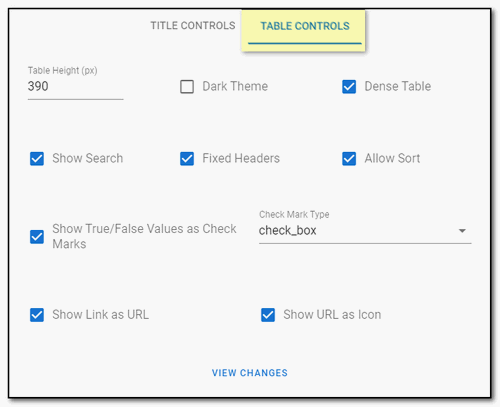 TITLE CONTROLS TABLE CONTROLS
Table Height (px)
390 Dark Theme Dense Table
Show Search Fixed Headers Allow Sort
Check Mark Type
Show True/False Values as Check
Marks
check_box
Show Link as URL Show URL as Icon
VIEW CHANGES